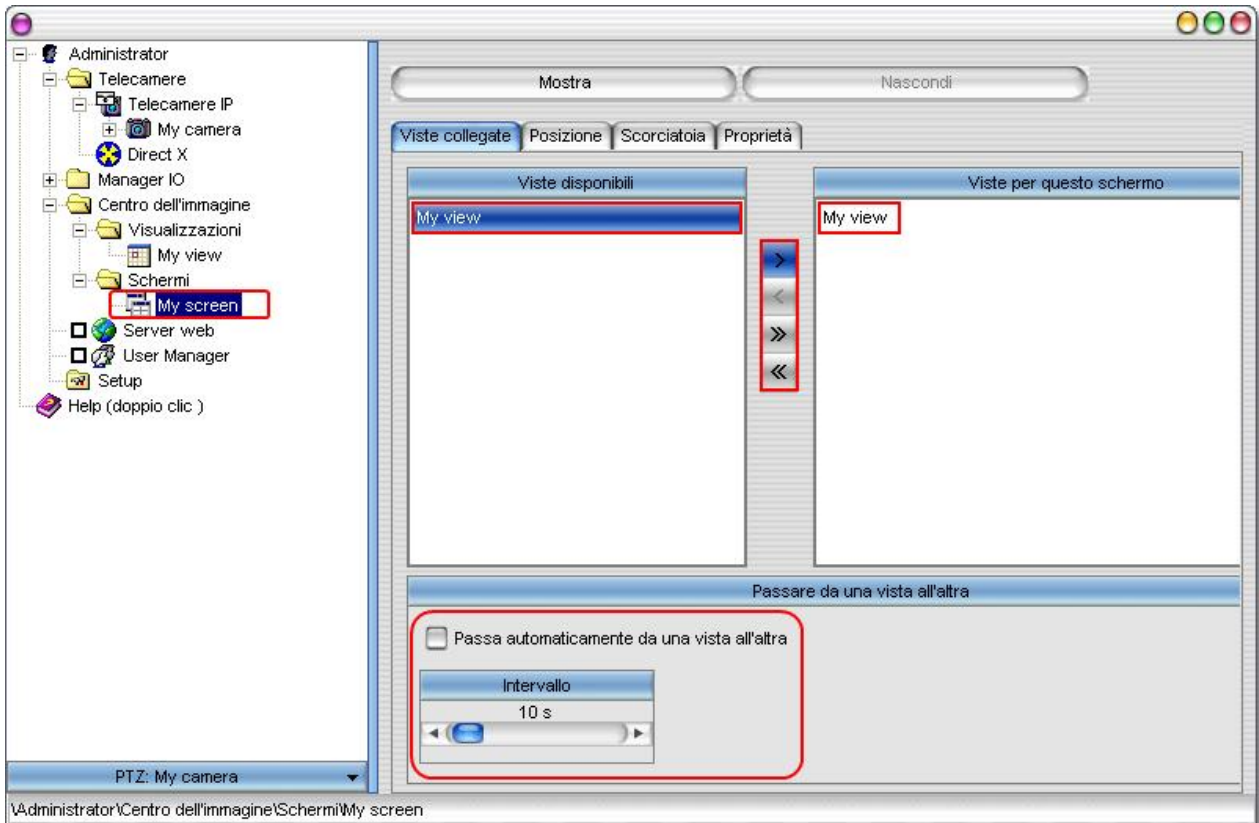 Administrator
Telecamere
Telecamere IP
My camera
Direct X
Manager IO
Centro dell'immagine
Visualizzazioni
My view
Schermi
My screen
Server web
User Manager
Setup
Help (doppio clic )
PTZ: My camera
Mostra
Nascondi
Viste collegate
Posizione
Scorciatoia
Proprietà
Viste disponibili
My view
>
<
»
«
Viste per questo schermo
My view
Passare da una vista all'altra
Passa automaticamente da una vista all'altra
Intervallo
10 s
\Administrator\Centro dell'immagine\Schermi\My screen